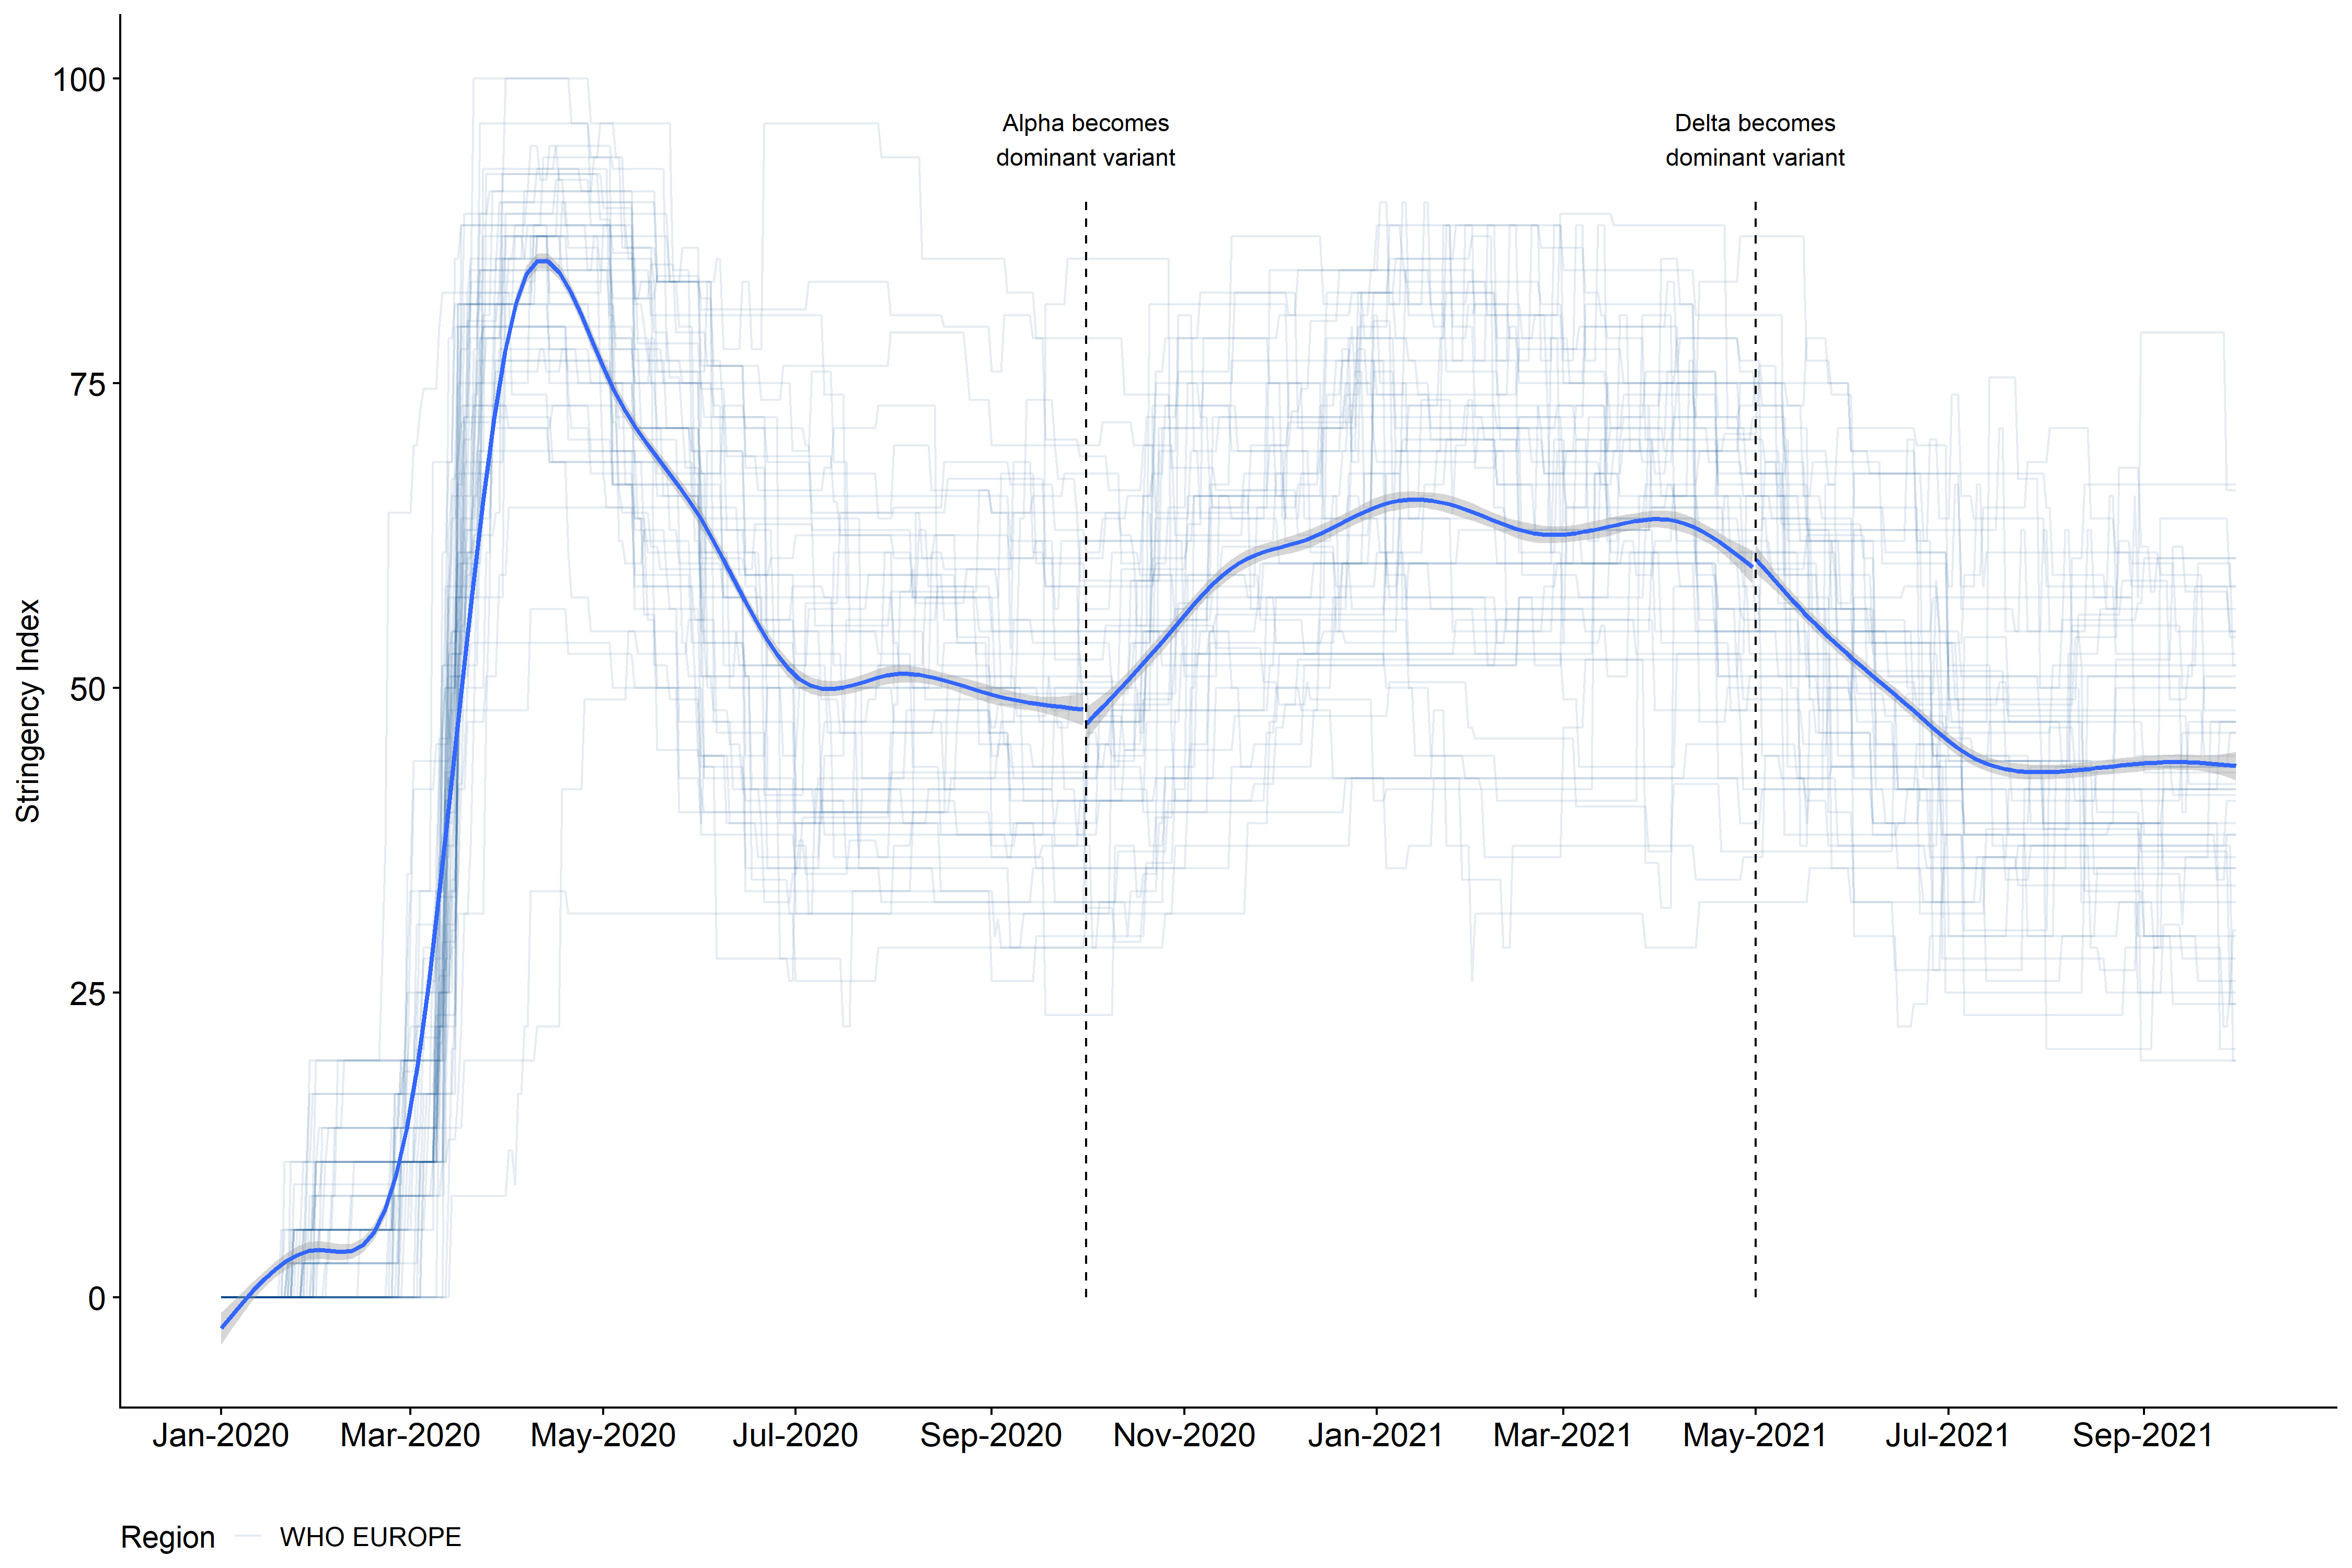 100
75
50
25
0
Stringency Index
Alpha becomes
dominant variant
Delta becomes
dominant variant
Jan-2020 Mar-2020 May-2020 Jul-2020 Sep-2020 Nov-2020 Jan-2021 Mar-2021 May-2021 Jul-2021 Sep-2021
Region WHO EUROPE